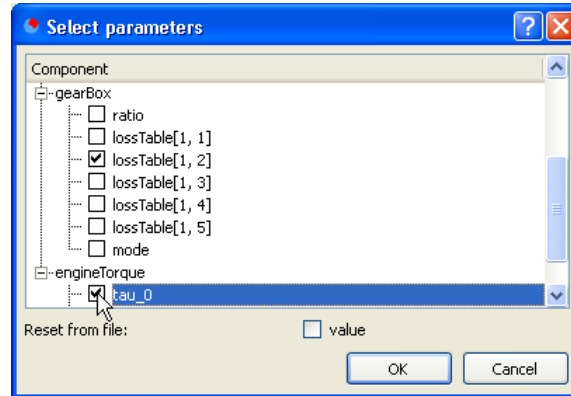 Select parameters
Component
gearBox
ratio
lossTable[1, 1]
lossTable[1, 2]
lossTable[1, 3]
lossTable[1, 4]
lossTable[1, 5]
mode
engineTorque
tau_0
Reset from file: value
OK Cancel